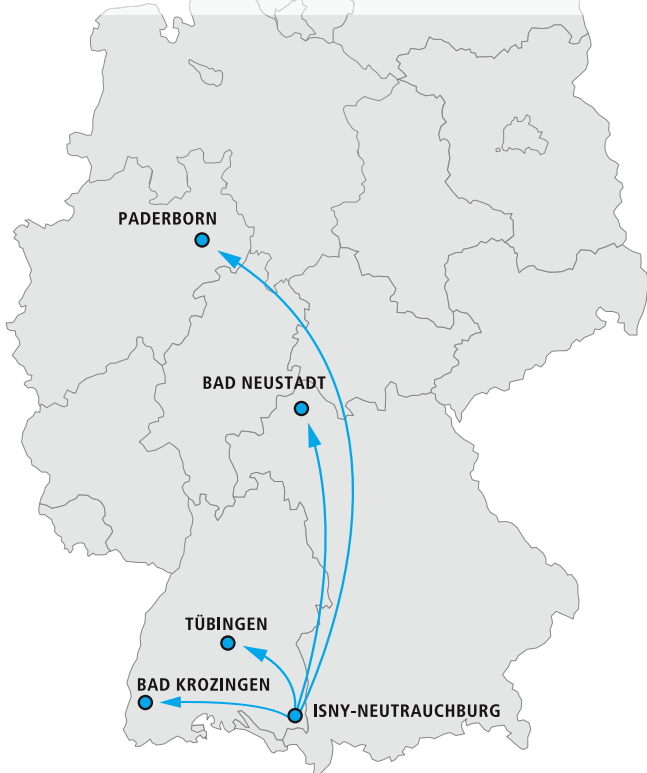 PADERBORN
BAD NEUSTADT
TÜBINGEN
BAD KROZINGEN
ISNY-NEUTRAUCHBURG